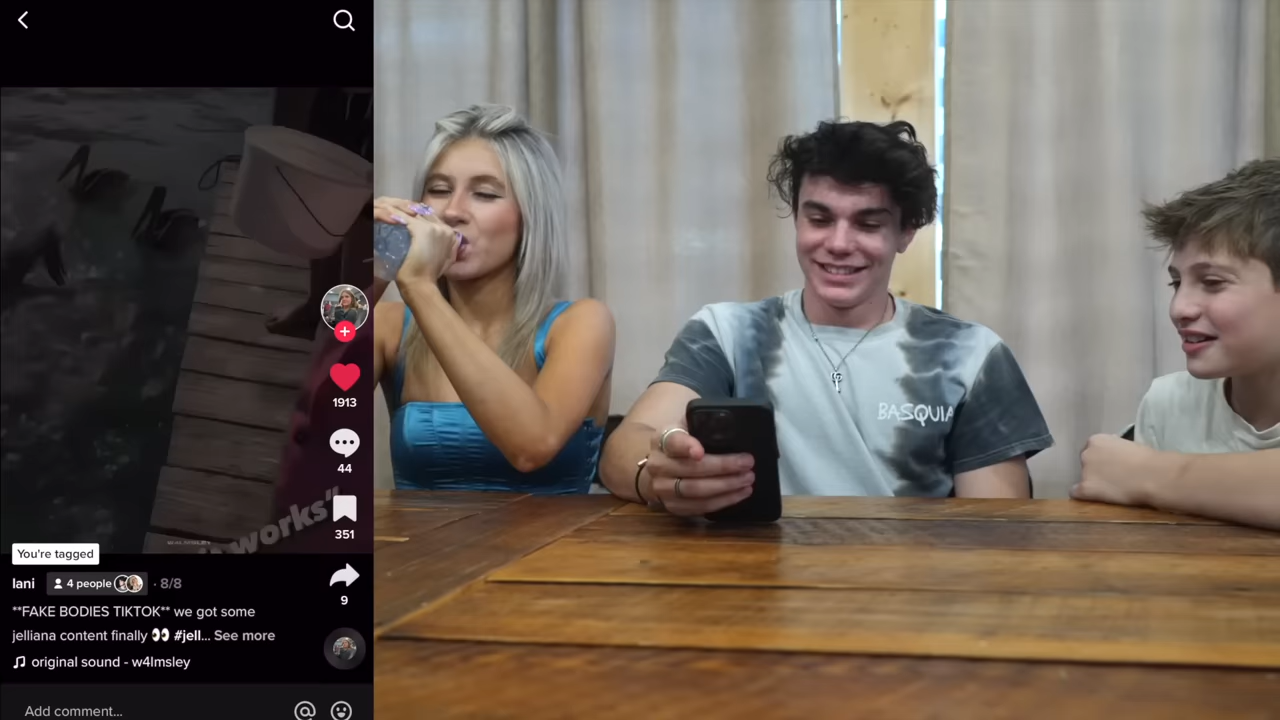 works"
You're tagged
1913
44
351
9
lani 4 people · 8/8
**FAKE BODIES TIKTOK** we got some
jelliana content finally 👀 #jell... See more
original sound - w4lmsley
Add comment...
BASQUIA